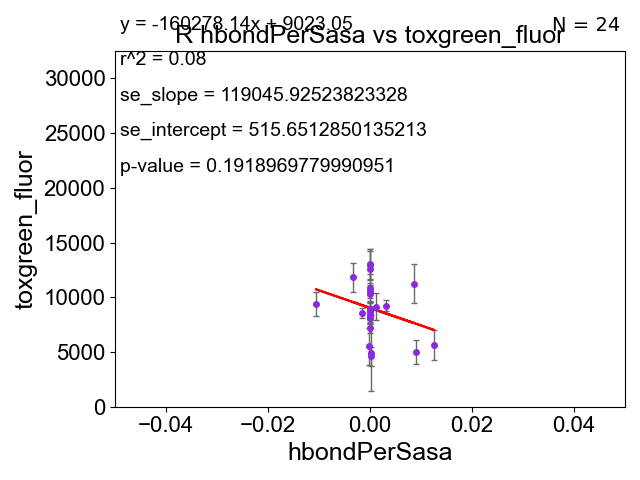 y = -160278.14x + 9023.05
N = 24
R hbondPerSasa vs toxgreen_fluor
r^2 = 0.08
se_slope = 119045.92523823328
se_intercept = 515.6512850135213
p-value = 0.1918969779990951
30000
25000
20000
15000
10000
5000
0
toxgreen_fluor
−0.04
−0.02
0.00
0.02
0.04
hbondPerSasa